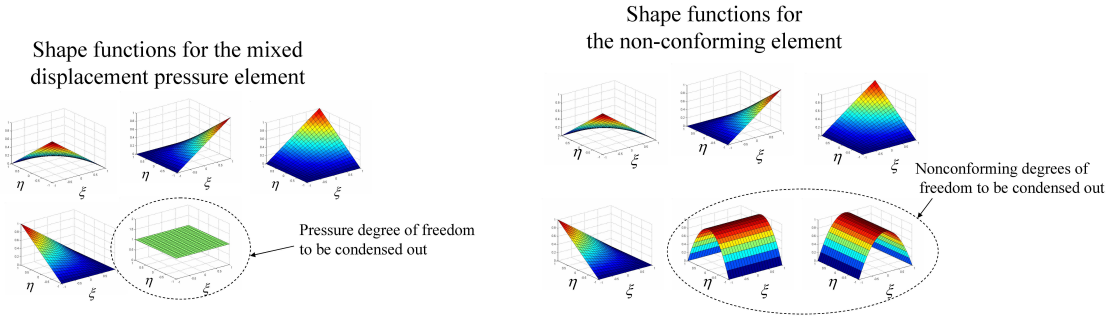 Shape functions for the mixed
displacement pressure element
η
ξ
η
ξ
η
ξ
η
ξ
η
ξ
Pressure degree of freedom
to be condensed out
Shape functions for
the non-conforming element
η
ξ
η
ξ
η
ξ
Nonconforming degrees of
freedom to be condensed out
η
ξ
η
ξ
η
ξ